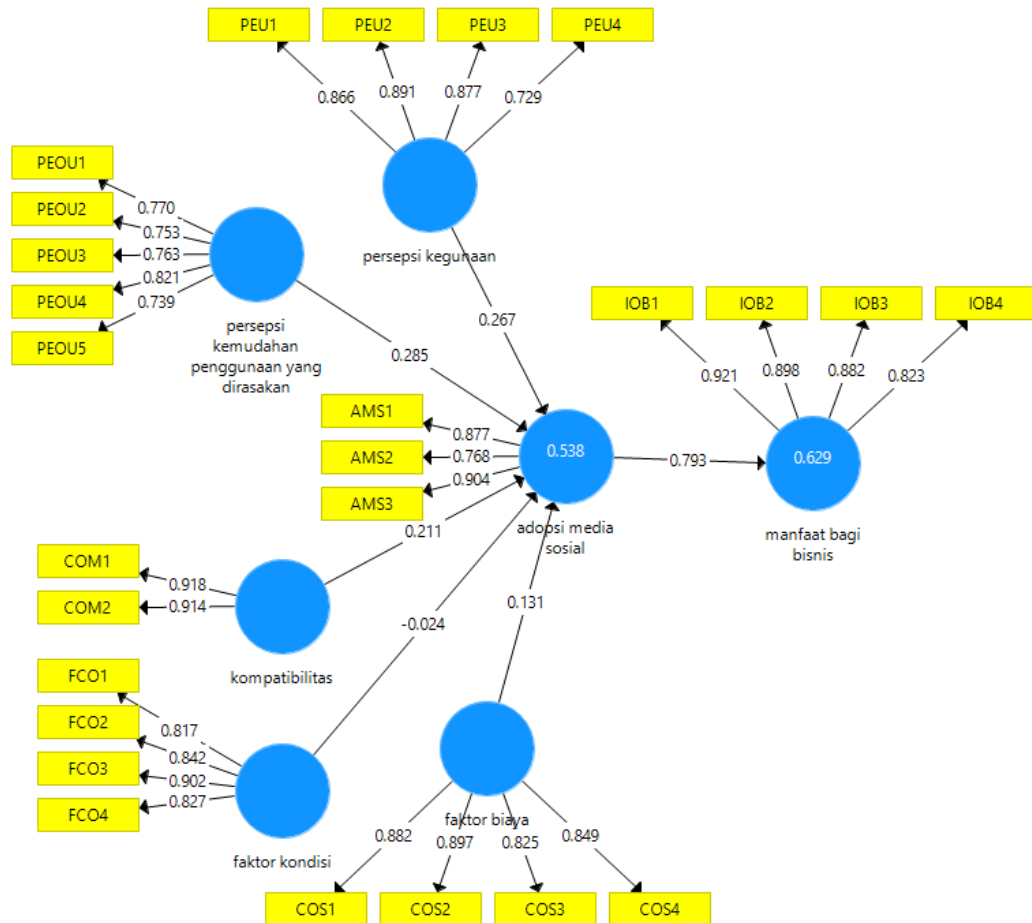 PEU1
PEU2
PEU3
PEU4
0.866
0.891
0.877
0.729
persepsi kegunaan
0.267
PEOU1
PEOU2
PEOU3
PEOU4
PEOU5
0.770
0.753
0.763
0.821
0.739
persepsi
kemudahan
penggunaan yang
dirasakan
0.285
AMS1
AMS2
AMS3
0.877
0.768
0.904
0.538
adopsi media
sosial
0.793
IOB1
IOB2
IOB3
IOB4
0.921
0.898
0.882
0.823
0.629
manfaat bagi
bisnis
COM1
COM2
0.918
0.914
kompatibilitas
0.211
FCO1
FCO2
FCO3
FCO4
0.817
0.842
0.902
0.827
faktor kondisi
-0.024
0.131
faktor biaya
0.882
0.897
0.825
0.849
COS1
COS2
COS3
COS4